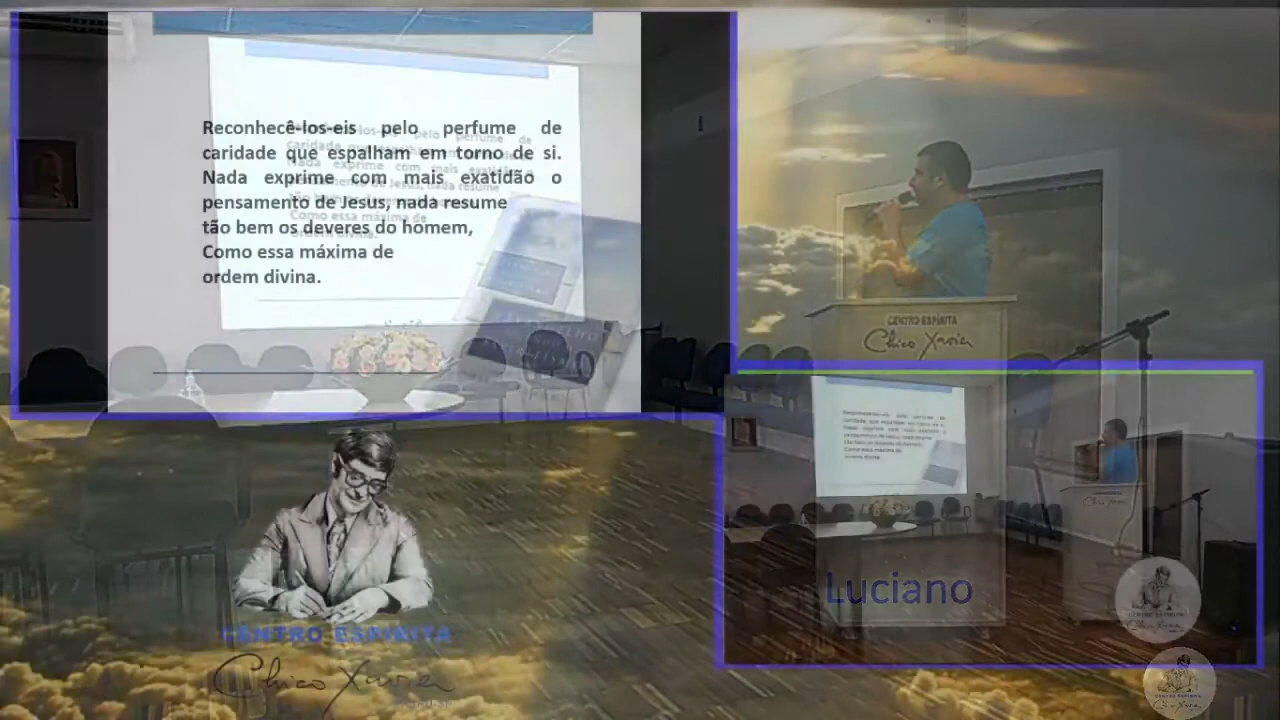 Reconhecê-los-eis pelo perfume de
caridade que espalham em torno de si.
Nada exprime com mais exatidão o
pensamento de Jesus, nada resume
tão bem os deveres do homem,
Como essa máxima de
ordem divina.
CENTRO ESPÍRITA
Chico Xavier
Luciano
CENTRO ESPÍRITA
Chico Xavier